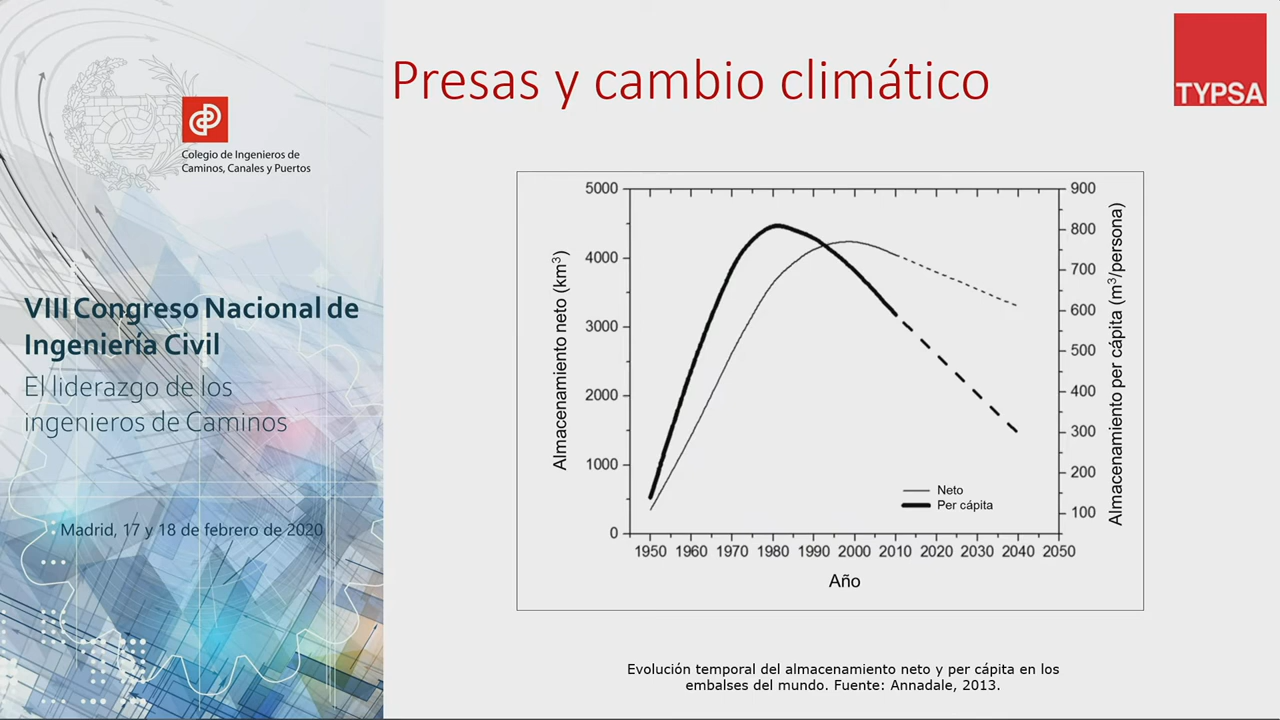 Presas y cambio climático
TYPSA
Colegio de Ingenieros de
Caminos, Canales y Puertos
VIII Congreso Nacional de
Ingeniería Civil
El liderazgo de los
ingenieros de Caminos
Madrid, 17 y 18 de febrero de 2020
Almacenamiento neto (km³)
5000
4000
3000
2000
1000
0
900
800
700
600
500
400
300
200
100
Almacenamiento per cápita (m³/persona)
Neto
Per cápita
1950 1960 1970 1980 1990 2000 2010 2020 2030 2040 2050
Año
Evolución temporal del almacenamiento neto y per cápita en los
embalses del mundo. Fuente: Annadale, 2013.